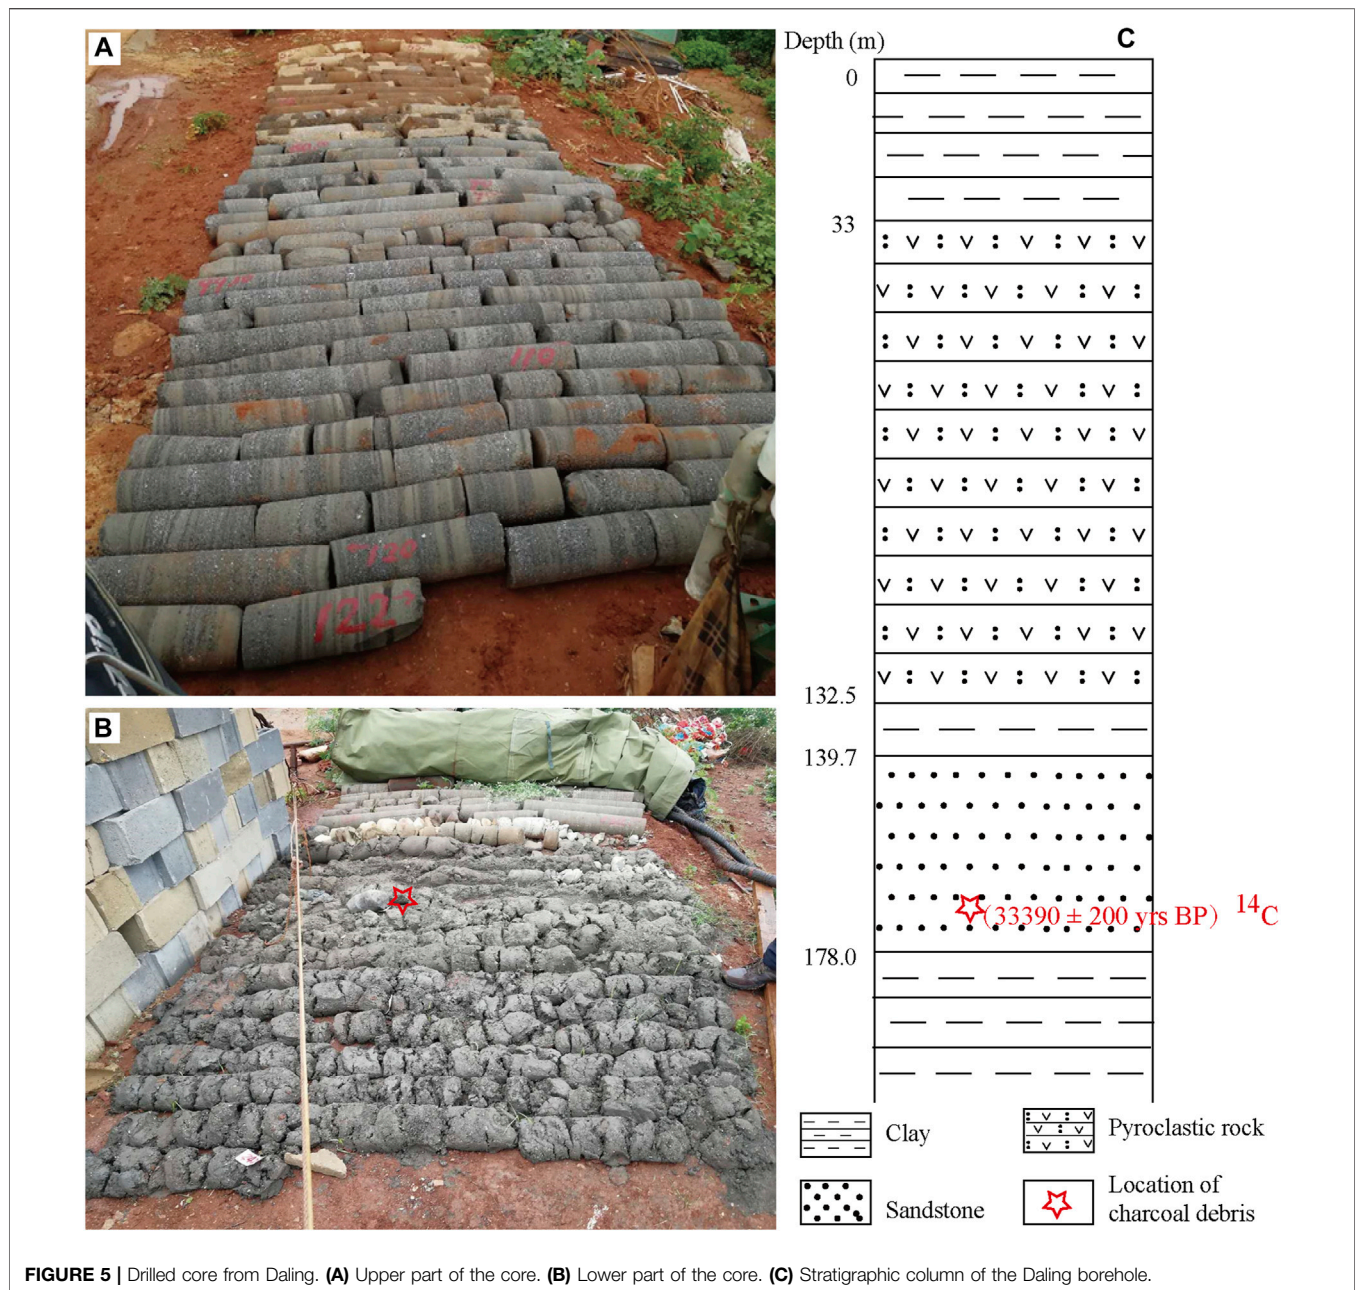 A
110
120
122
B
Depth (m)
C
0
33
132.5
139.7
(33390 ± 200 yrs BP) ¹⁴C
178.0
Clay
Pyroclastic rock
Sandstone
Location of
charcoal debris
FIGURE 5 | Drilled core from Daling. (A) Upper part of the core. (B) Lower part of the core. (C) Stratigraphic column of the Daling borehole.